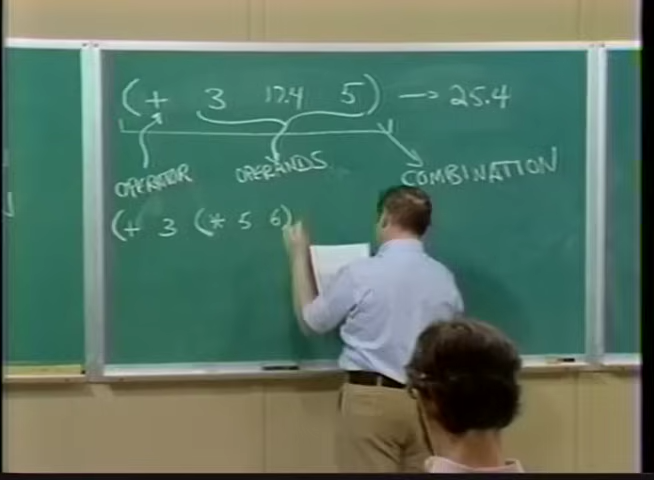 (+ 3 17.4 5) → 25.4
OPERATOR OPERANDS COMBINATION
(+ 3 (* 5 6)